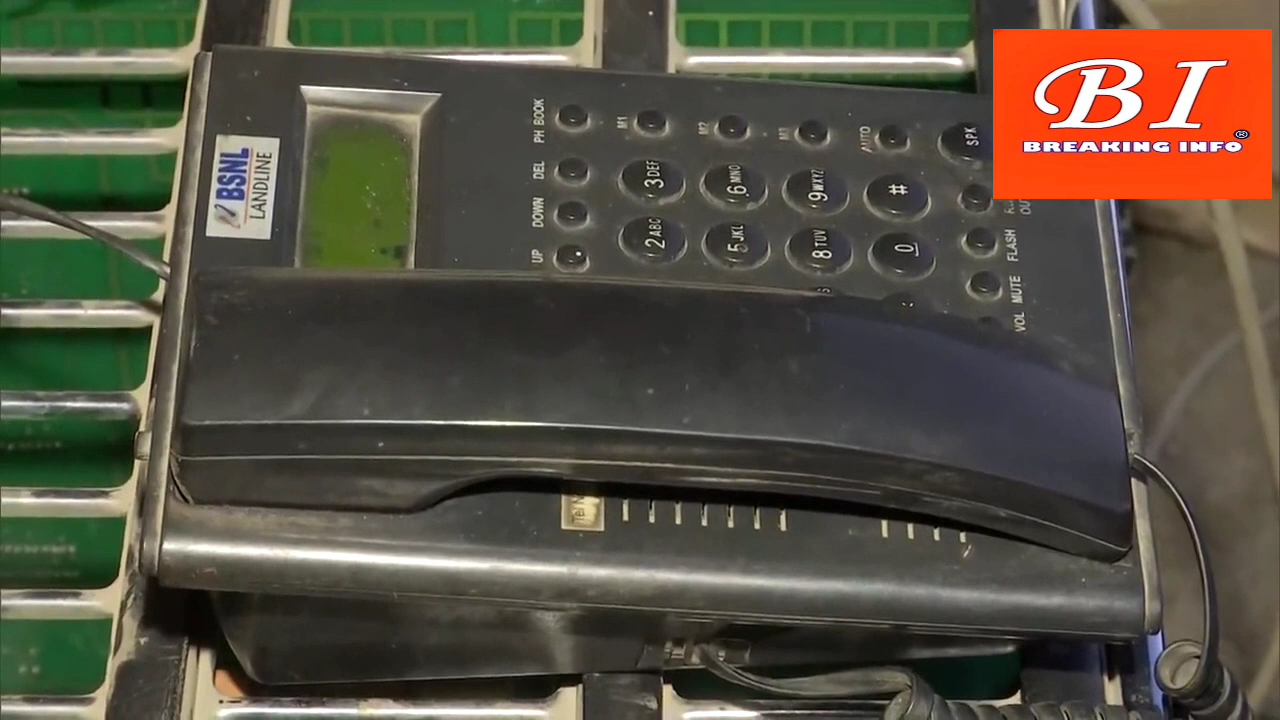 BI
BREAKING INFO®
BSNL
LANDLINE
PH BOOK
DEL
DOWN
UP
M1
M2
M3
AUTO
SPK
3DEF
6MNO
9WXYZ
#
2ABC
5JKL
8TUV
0
FLASH
MUTE
VOL